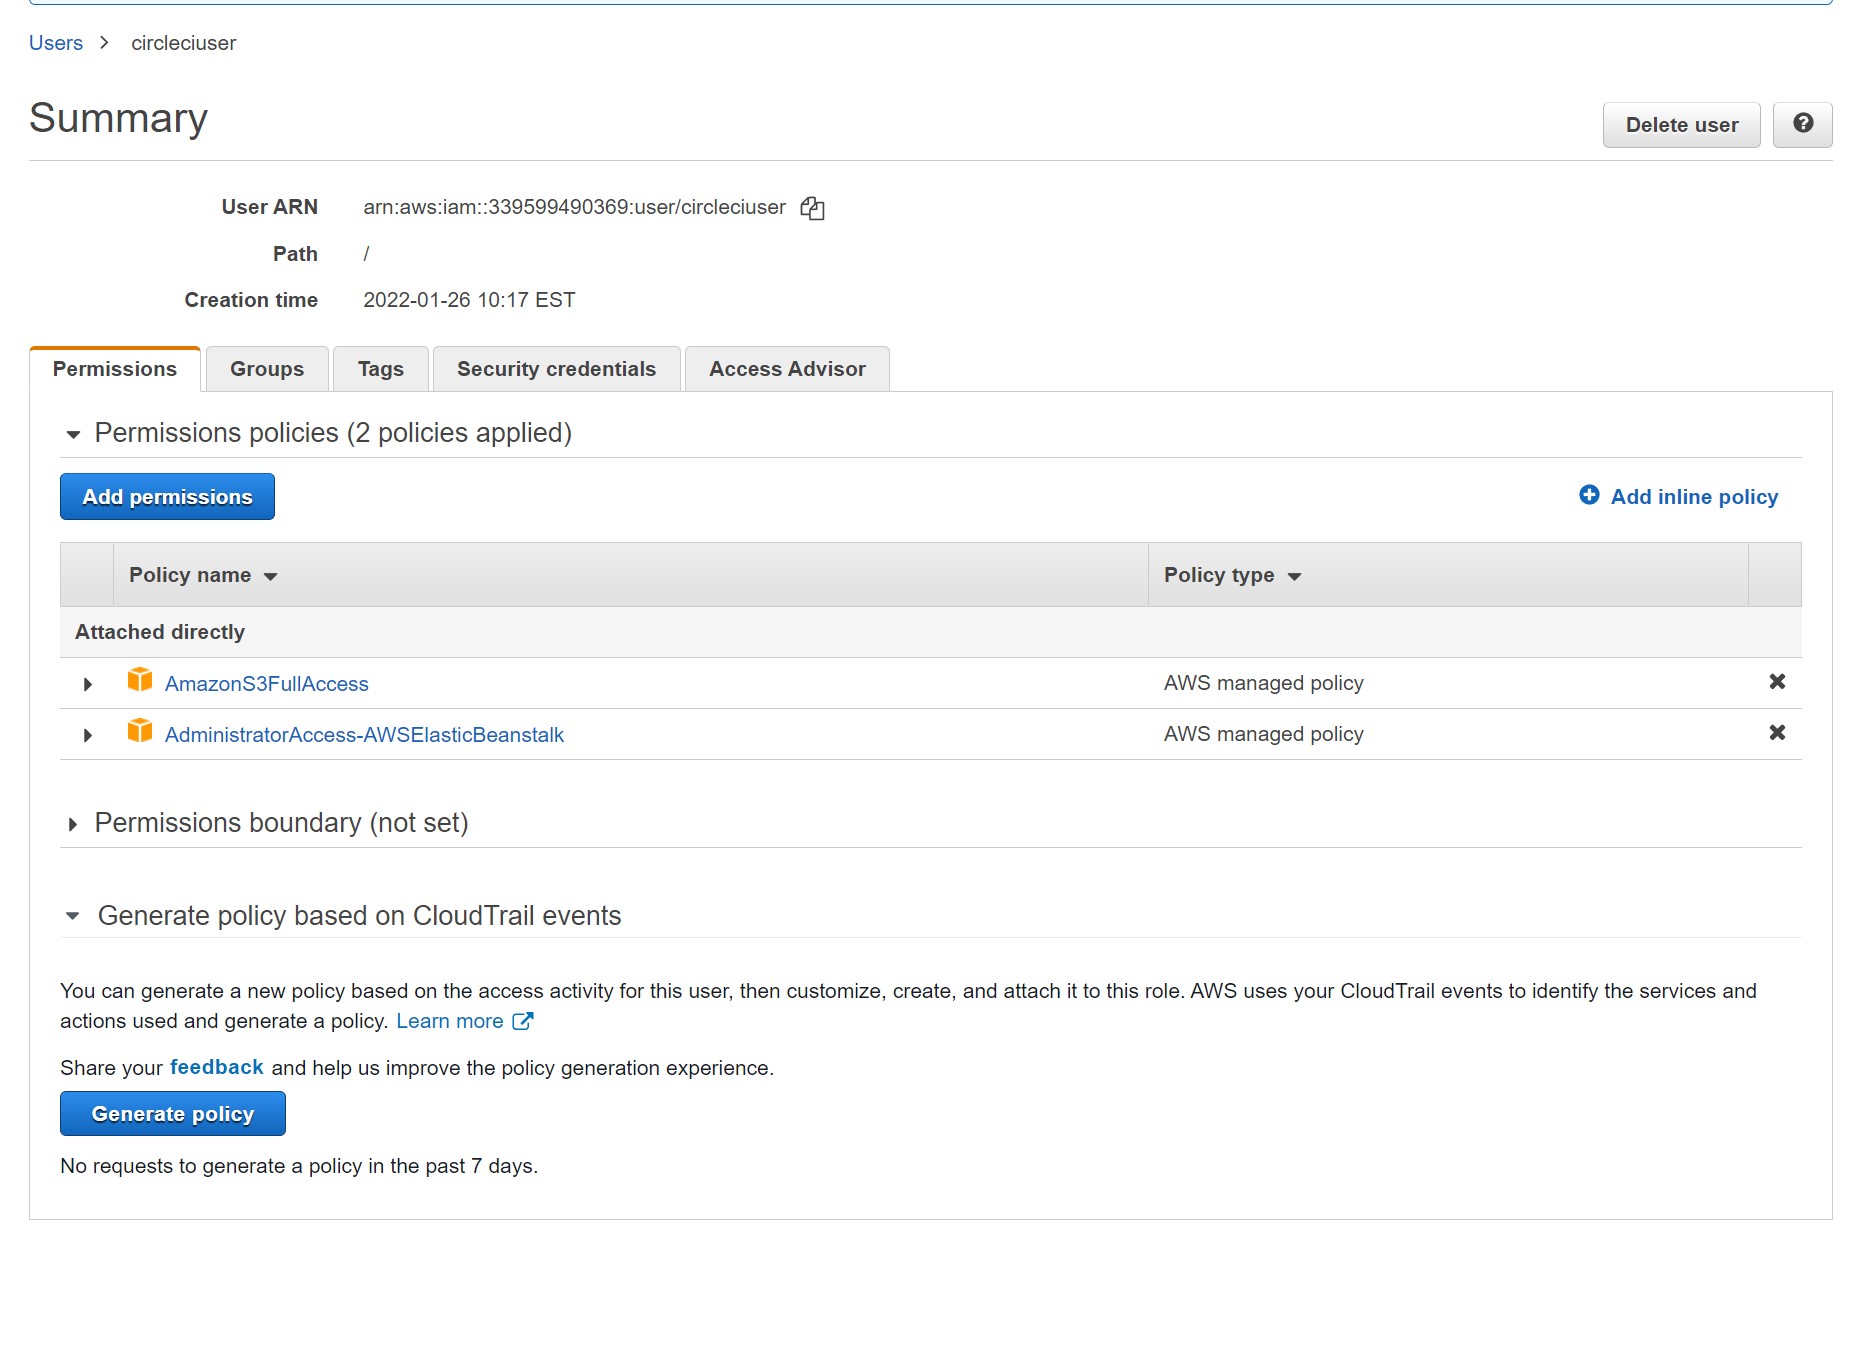 Users > circleciuser
Summary
Delete user
User ARN arn:aws:iam::339599490369:user/circleciuser
Path /
Creation time 2022-01-26 10:17 EST
Permissions Groups Tags Security credentials Access Advisor
Permissions policies (2 policies applied)
Add permissions Add inline policy
Policy name Policy type
Attached directly
AmazonS3FullAccess AWS managed policy
AdministratorAccess-AWSElasticBeanstalk AWS managed policy
Permissions boundary (not set)
Generate policy based on CloudTrail events
You can generate a new policy based on the access activity for this user, then customize, create, and attach it to this role. AWS uses your CloudTrail events to identify the services and
actions used and generate a policy. Learn more
Share your feedback and help us improve the policy generation experience.
Generate policy
No requests to generate a policy in the past 7 days.